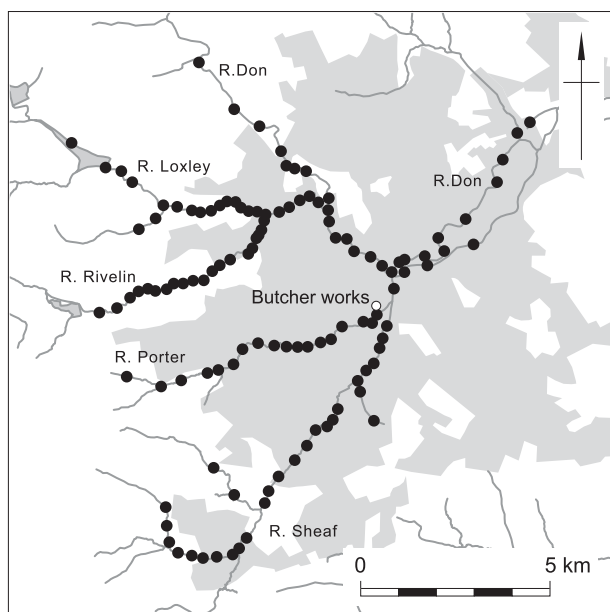 R.Don
R. Loxley
R.Don
R. Rivelin
Butcher works
R. Porter
R. Sheaf
0
5 km